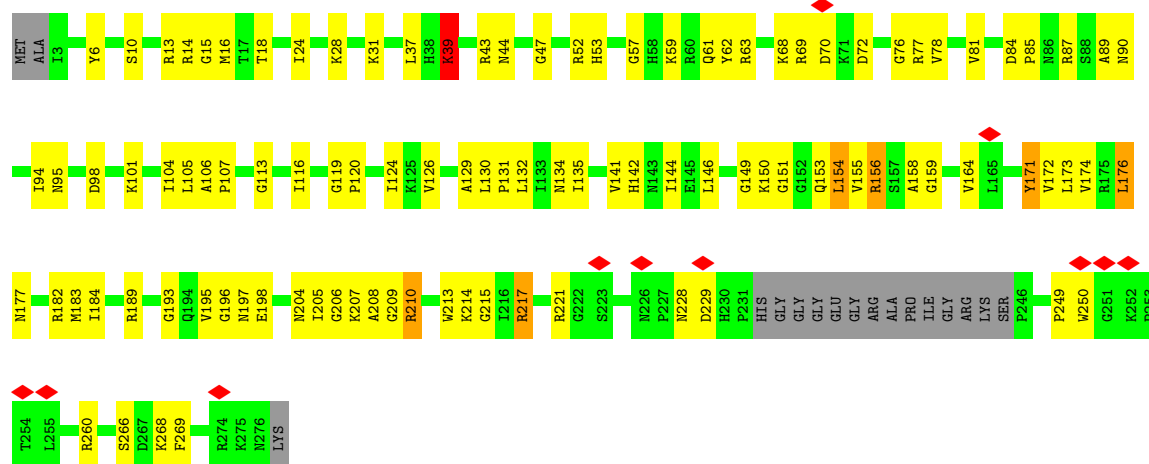 MET ALA I3 Y6 S10 R13 R14 G15 M16 T17 T18 I24 K28 K31 L37 H38 K39 R43 N44 G47 R52 H53 G57 H58 K59 R60 Q61 Y62 R63 K68 R69 D70 K71 D72 G76 R77 V78 V81 D84 P85 N86 R87 S88 A89 N90
I94 N95 D98 K101 I104 L105 A106 P107 G113 I116 G119 P120 I124 K125 V126 A129 L130 P131 L132 I133 N134 I135 V141 H142 N143 I144 E145 L146 G149 K150 G151 G152 Q153 L154 V155 R156 S157 A158 G159 V164 L165 Y171 V172 L173 V174 R175 L176
N177 R182 M183 I184 R189 G193 Q194 V195 G196 N197 E198 N204 I205 G206 K207 A208 G209 R210 W213 K214 G215 I216 R217 R221 G222 S223 N226 P227 N228 D229 H230 P231 HIS GLY GLY GLY GLU GLY ARG ALA PRO ILE GLY ARG LYS SER P246 P249 W250 G251 K252
T254 L255 R260 S266 D267 K268 F269 R274 K275 N276 LYS